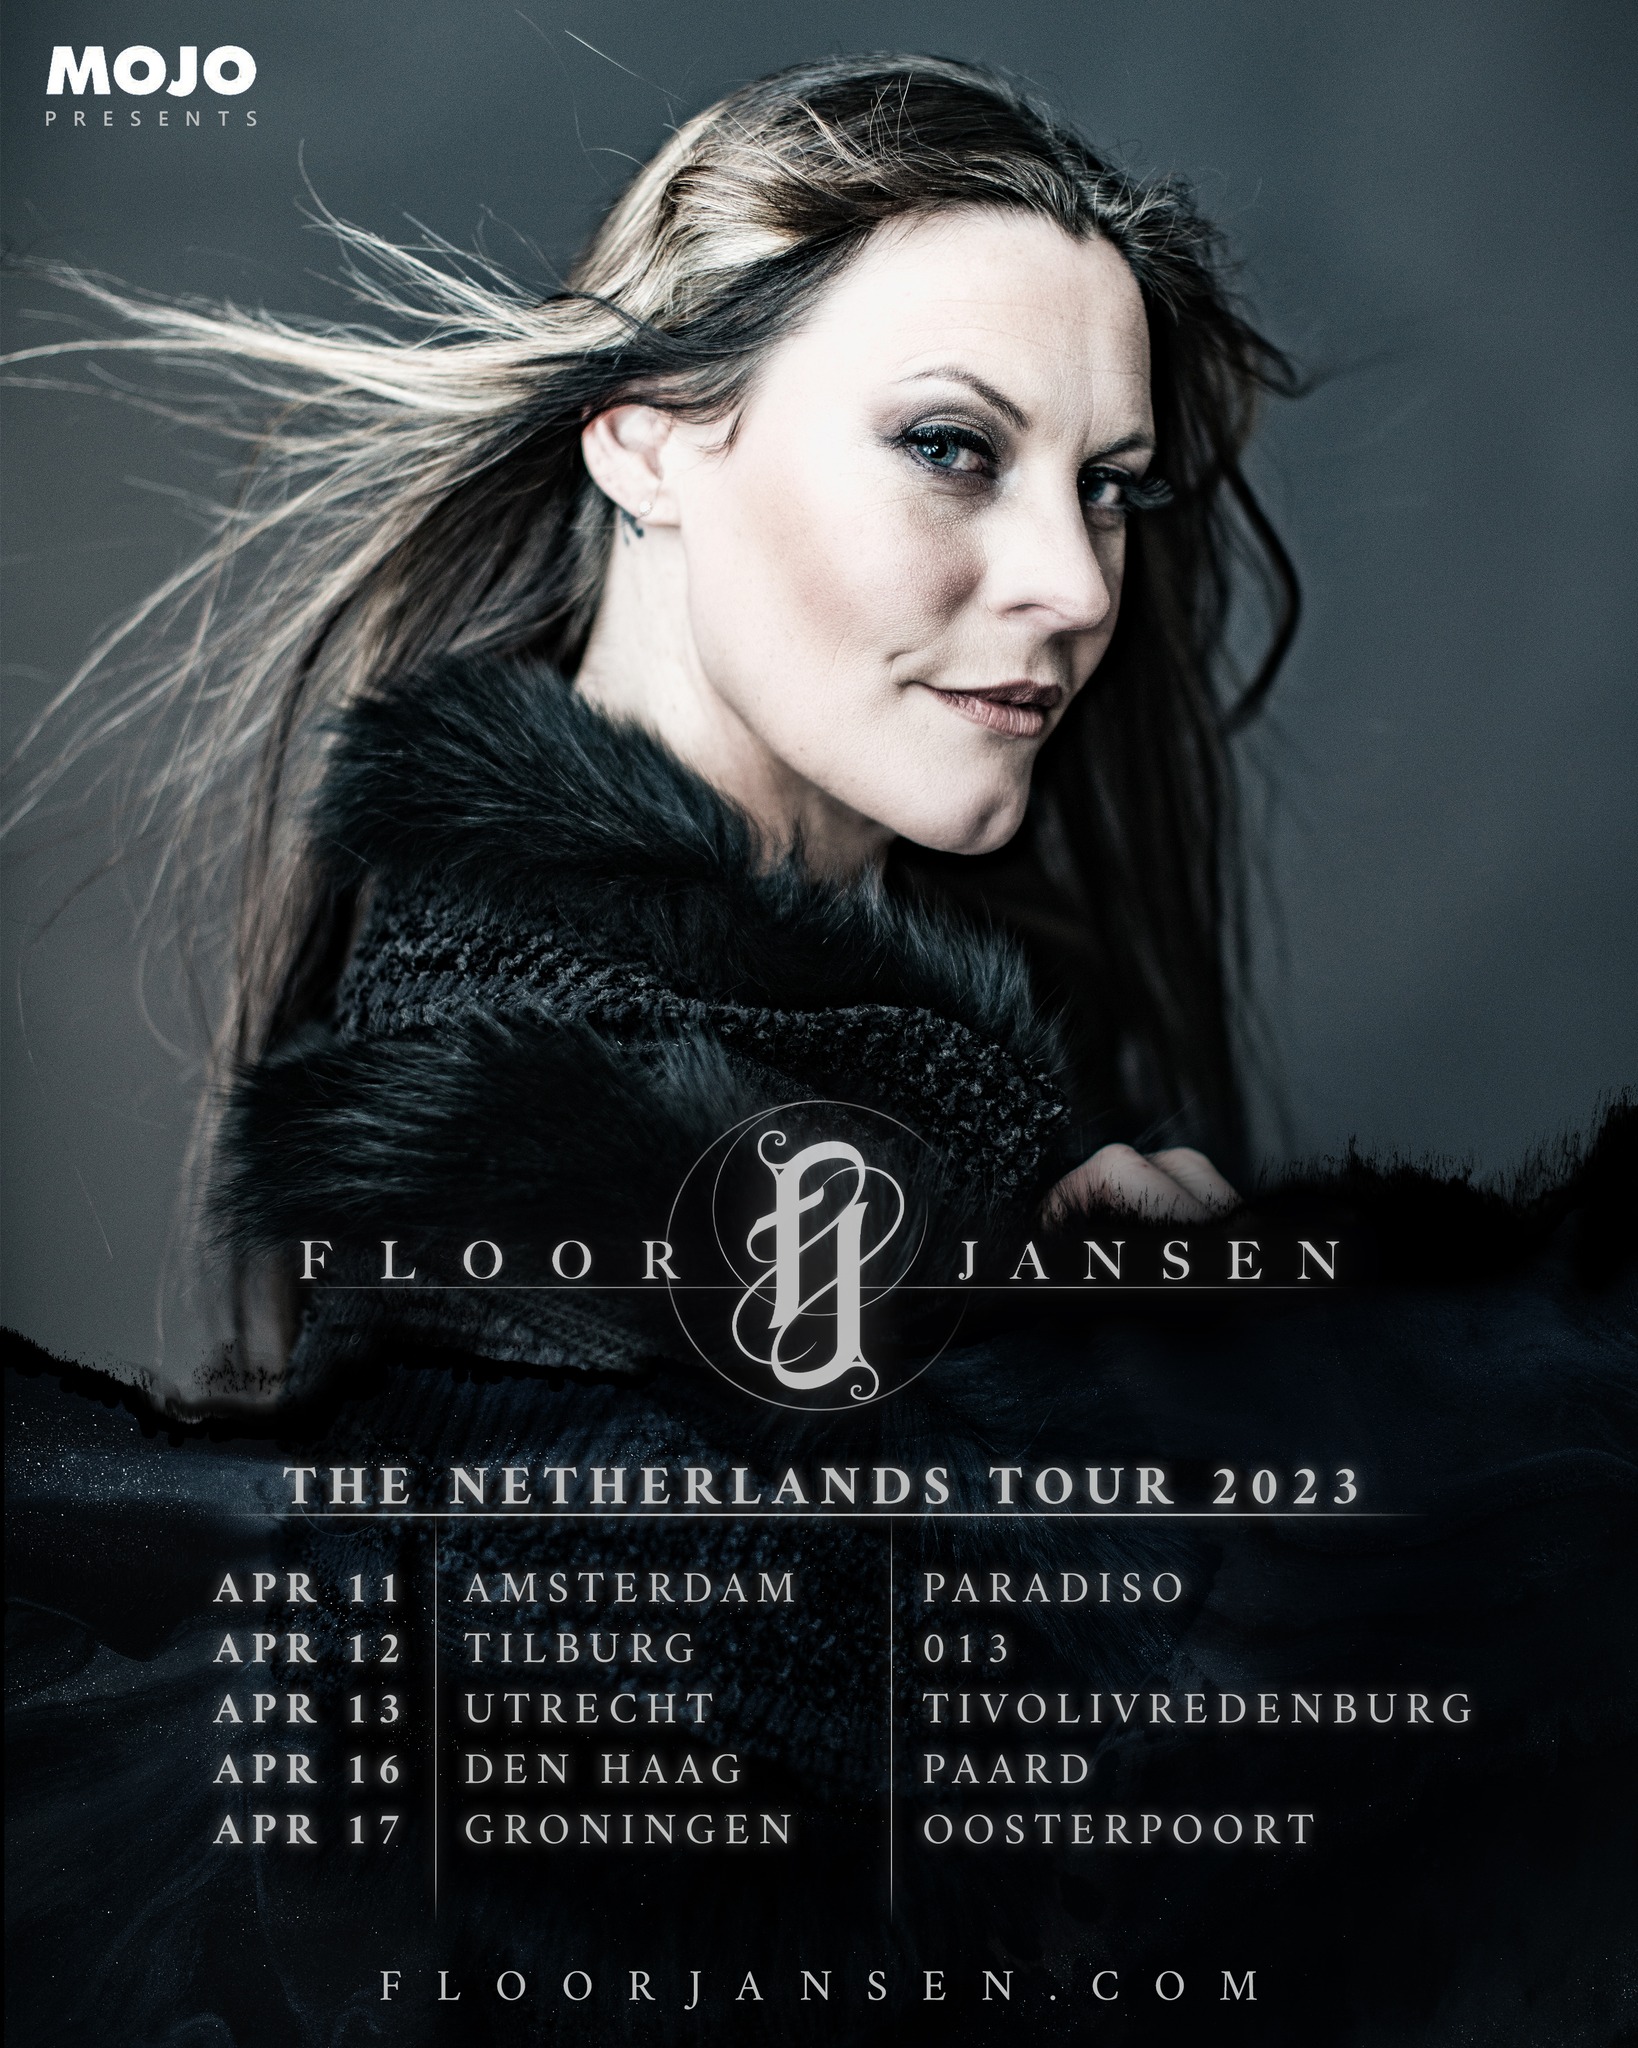 MOJO
PRESENTS
FLOOR FJ JANSEN
THE NETHERLANDS TOUR 2023
APR 11 AMSTERDAM PARADISO
APR 12 TILBURG 013
APR 13 UTRECHT TIVOLIVREDENBURG
APR 16 DEN HAAG PAARD
APR 17 GRONINGEN OOSTERPOORT
FLOORJANSEN.COM